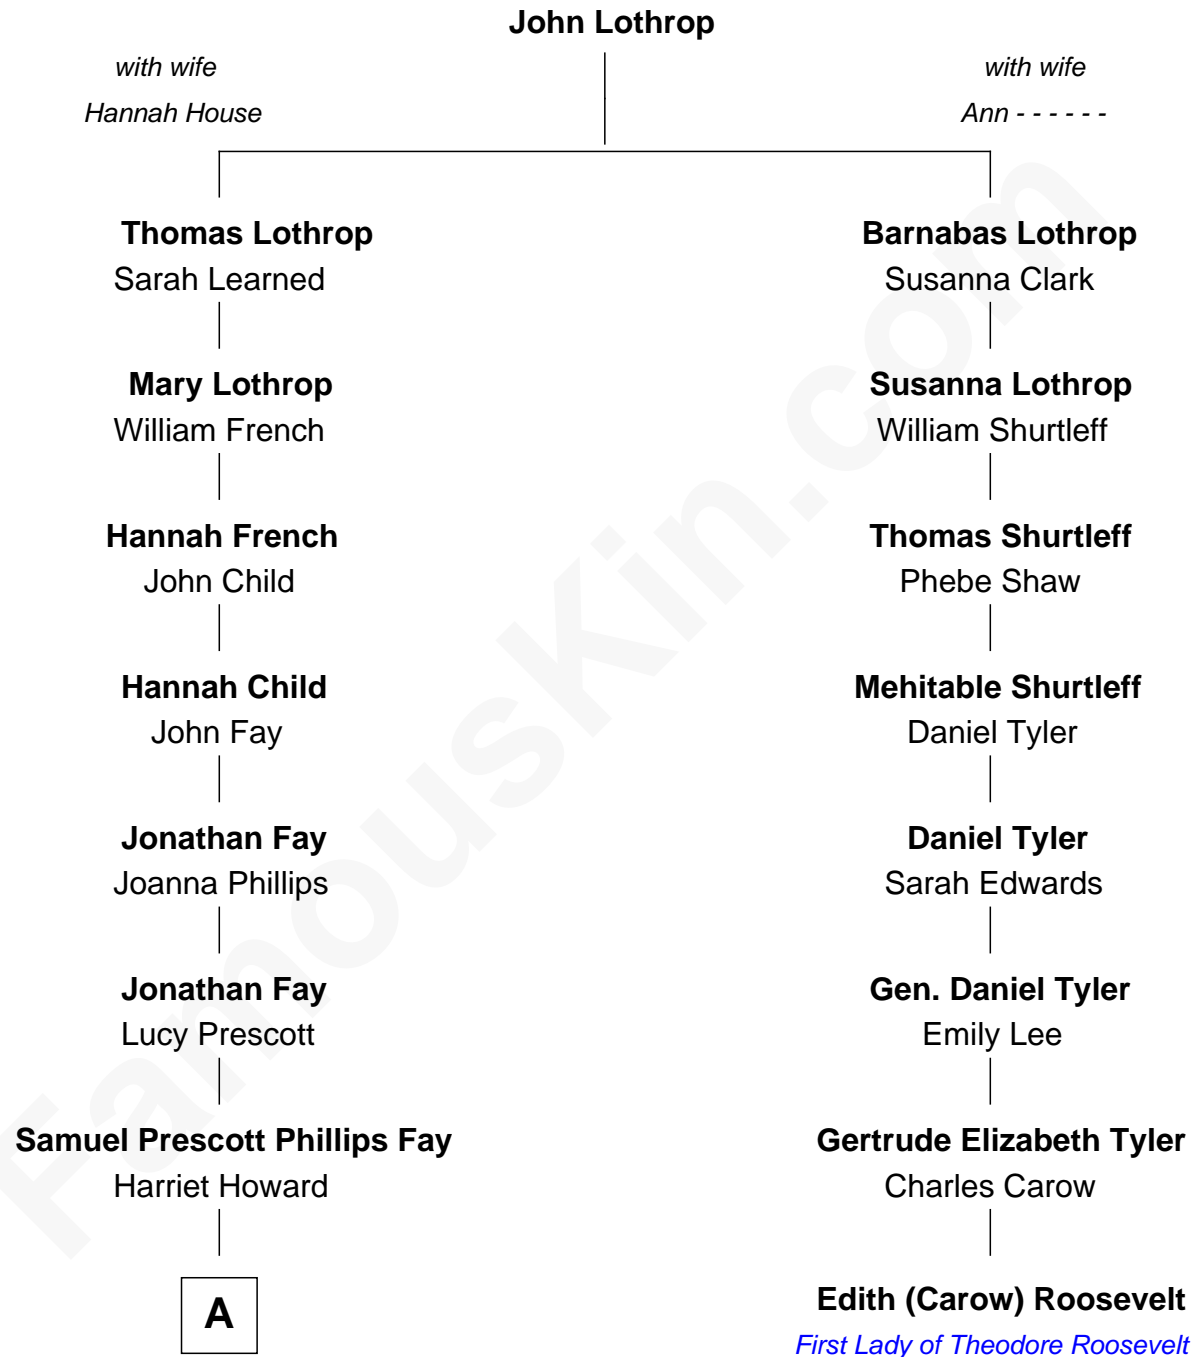 John Lothrop
with wife
Hannah House
with wife
Ann - - - - - -
Thomas Lothrop
Sarah Learned
Barnabas Lothrop
Susanna Clark
Mary Lothrop
William French
Susanna Lothrop
William Shurtleff
Hannah French
John Child
Thomas Shurtleff
Phebe Shaw
Hannah Child
John Fay
Mehitable Shurtleff
Daniel Tyler
Jonathan Fay
Joanna Phillips
Daniel Tyler
Sarah Edwards
Jonathan Fay
Lucy Prescott
Gen. Daniel Tyler
Emily Lee
Samuel Prescott Phillips Fay
Harriet Howard
Gertrude Elizabeth Tyler
Charles Carow
A
Edith (Carow) Roosevelt
First Lady of Theodore Roosevelt
FamousKin.com